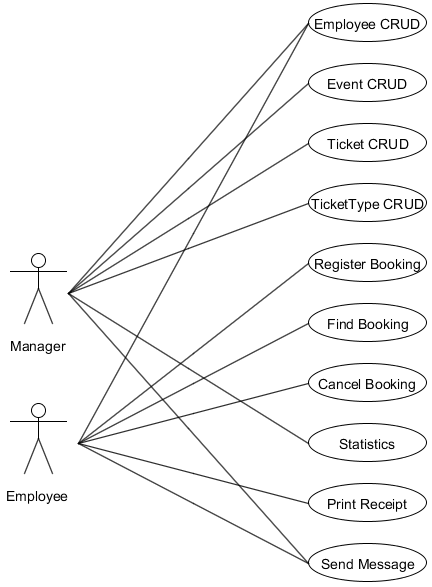 Employee CRUD
Event CRUD
Ticket CRUD
TicketType CRUD
Register Booking
Manager
Find Booking
Cancel Booking
Employee
Statistics
Print Receipt
Send Message